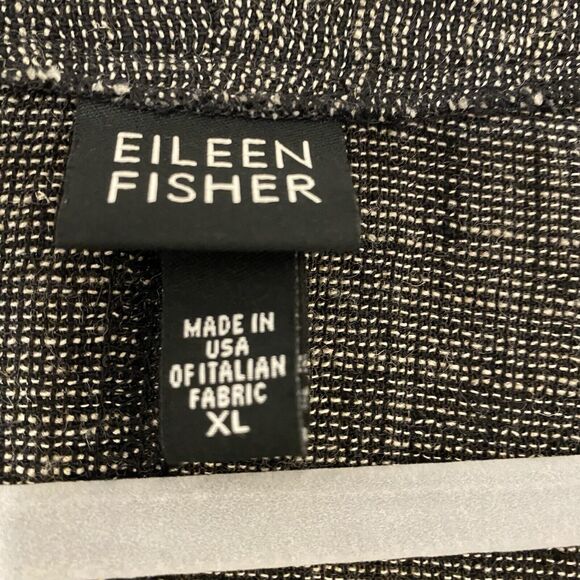 EILEEN
FISHER
MADE IN
USA
OF ITALIAN
FABRIC
XL